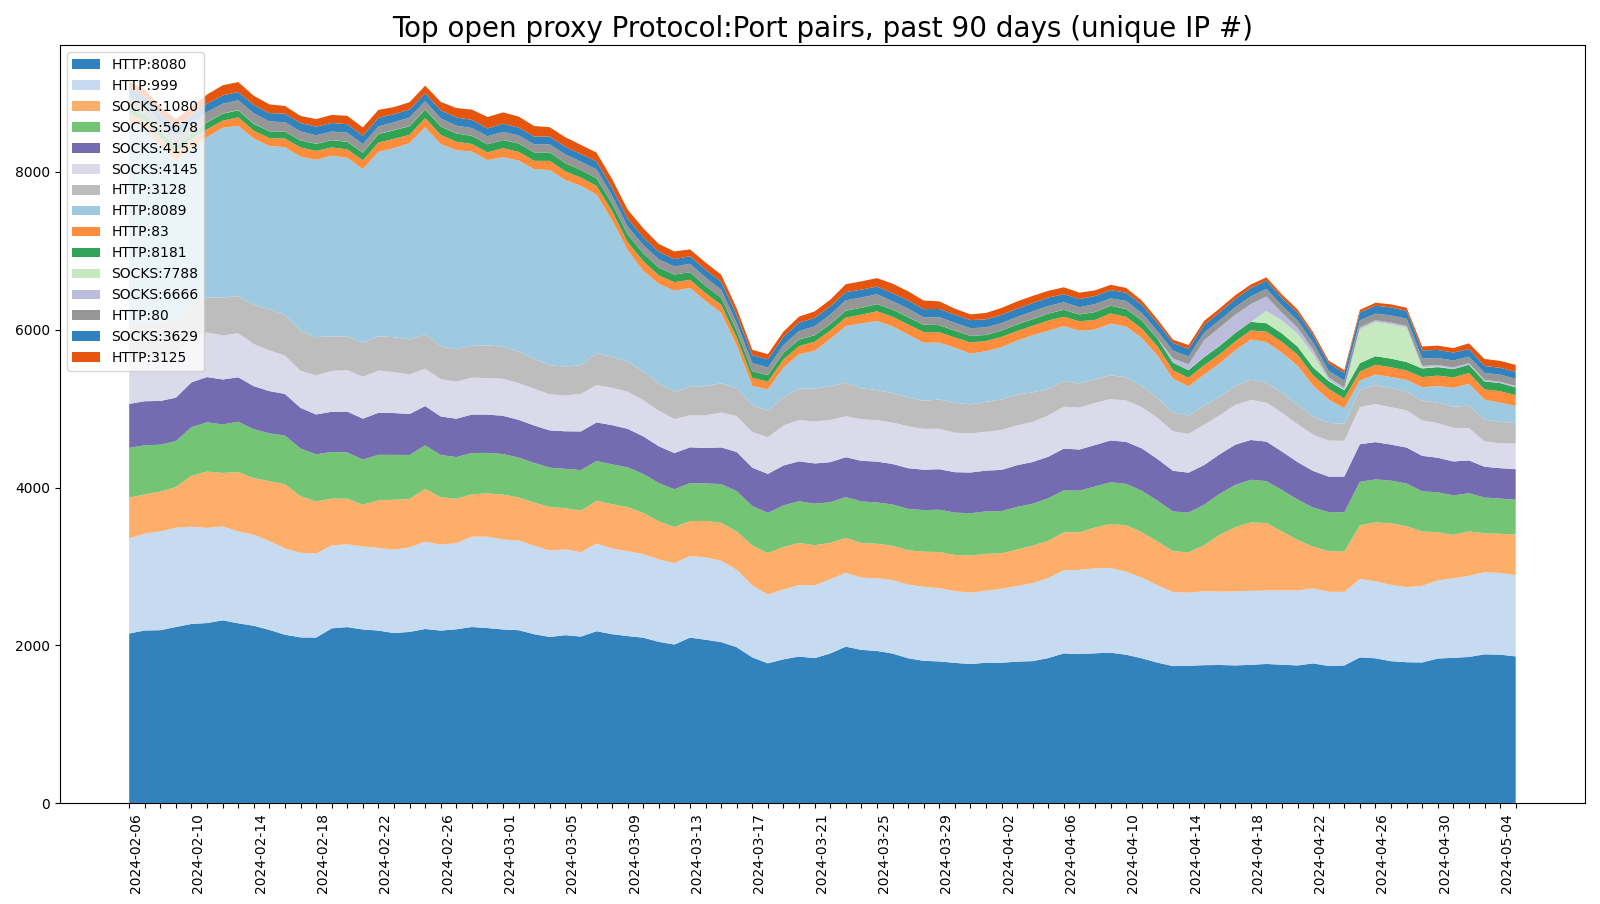 Top open proxy Protocol:Port pairs, past 90 days (unique IP #)
HTTP:8080
HTTP:999
SOCKS:1080
SOCKS:5678
SOCKS:4153
SOCKS:4145
HTTP:3128
HTTP:8089
HTTP:83
HTTP:8181
SOCKS:7788
SOCKS:6666
HTTP:80
SOCKS:3629
HTTP:3125
8000
6000
4000
2000
0
2024-02-06
2024-02-10
2024-02-14
2024-02-18
2024-02-22
2024-02-26
2024-03-01
2024-03-05
2024-03-09
2024-03-13
2024-03-17
2024-03-21
2024-03-25
2024-03-29
2024-04-02
2024-04-06
2024-04-10
2024-04-14
2024-04-18
2024-04-22
2024-04-26
2024-04-30
2024-05-04